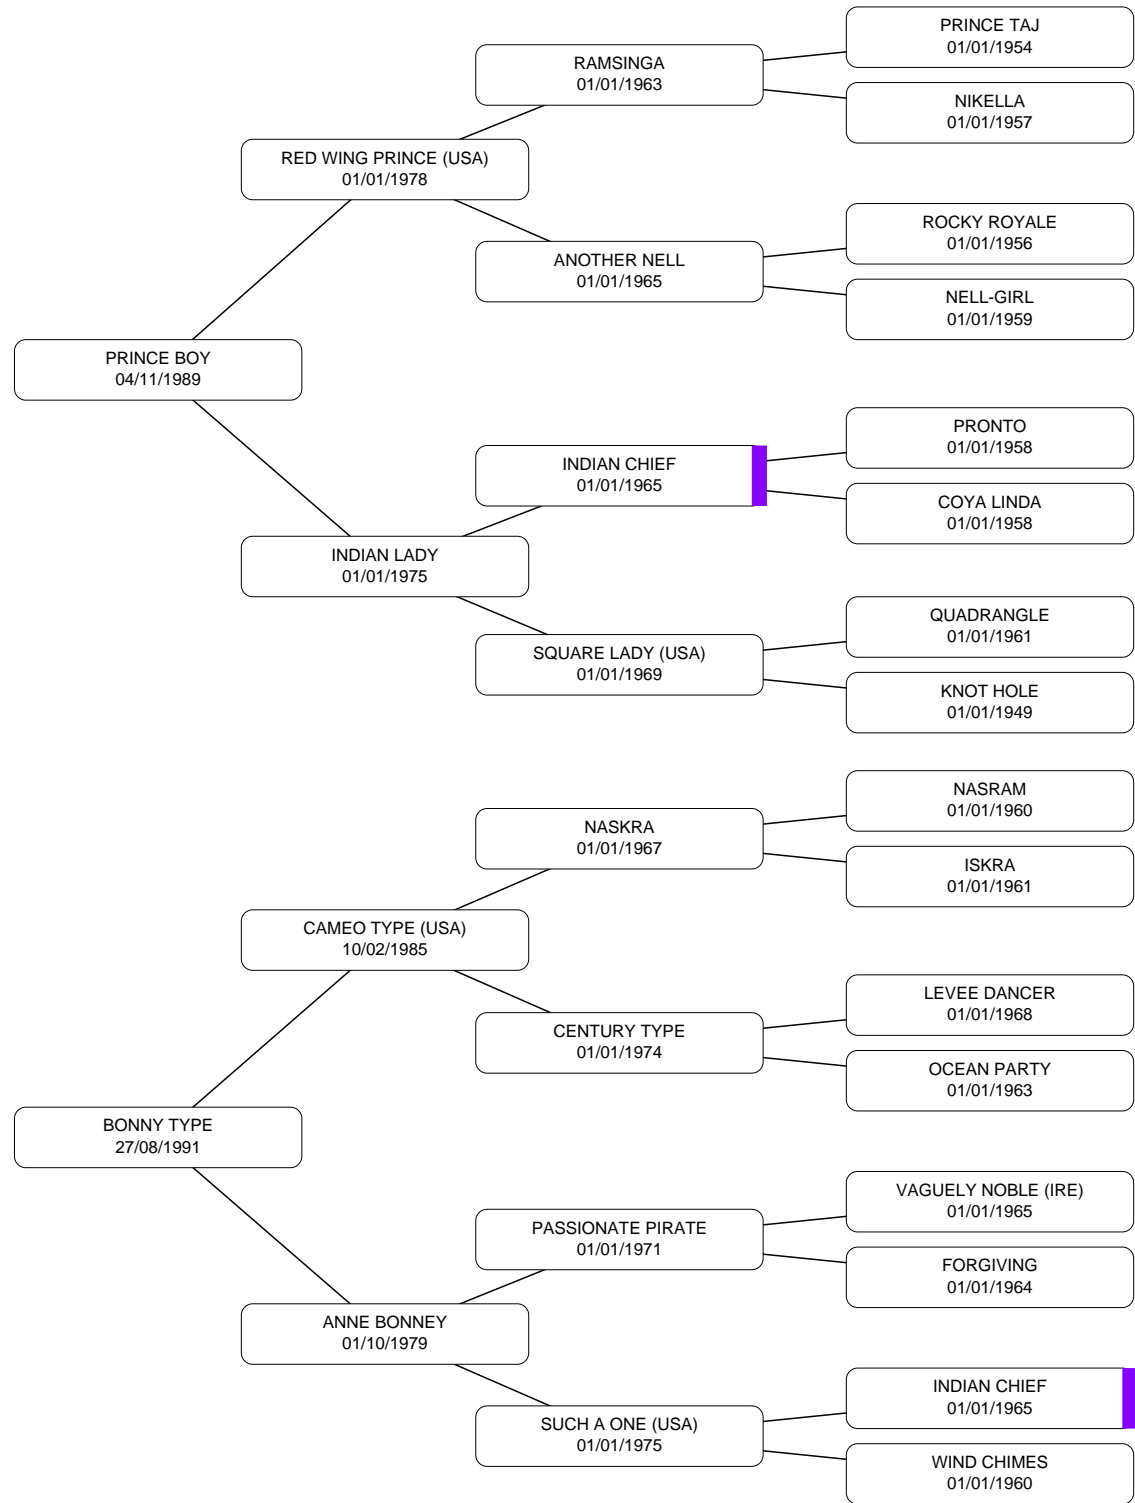 PRINCE TAJ
01/01/1954
RAMSINGA
01/01/1963
NIKELLA
01/01/1957
RED WING PRINCE (USA)
01/01/1978
ROCKY ROYALE
01/01/1956
ANOTHER NELL
01/01/1965
NELL-GIRL
01/01/1959
PRINCE BOY
04/11/1989
PRONTO
01/01/1958
INDIAN CHIEF
01/01/1965
COYA LINDA
01/01/1958
INDIAN LADY
01/01/1975
QUADRANGLE
01/01/1961
SQUARE LADY (USA)
01/01/1969
KNOT HOLE
01/01/1949
NASRAM
01/01/1960
NASKRA
01/01/1967
ISKRA
01/01/1961
CAMEO TYPE (USA)
10/02/1985
LEVEE DANCER
01/01/1968
CENTURY TYPE
01/01/1974
OCEAN PARTY
01/01/1963
BONNY TYPE
27/08/1991
VAGUELY NOBLE (IRE)
01/01/1965
PASSIONATE PIRATE
01/01/1971
FORGIVING
01/01/1964
ANNE BONNEY
01/10/1979
INDIAN CHIEF
01/01/1965
SUCH A ONE (USA)
01/01/1975
WIND CHIMES
01/01/1960